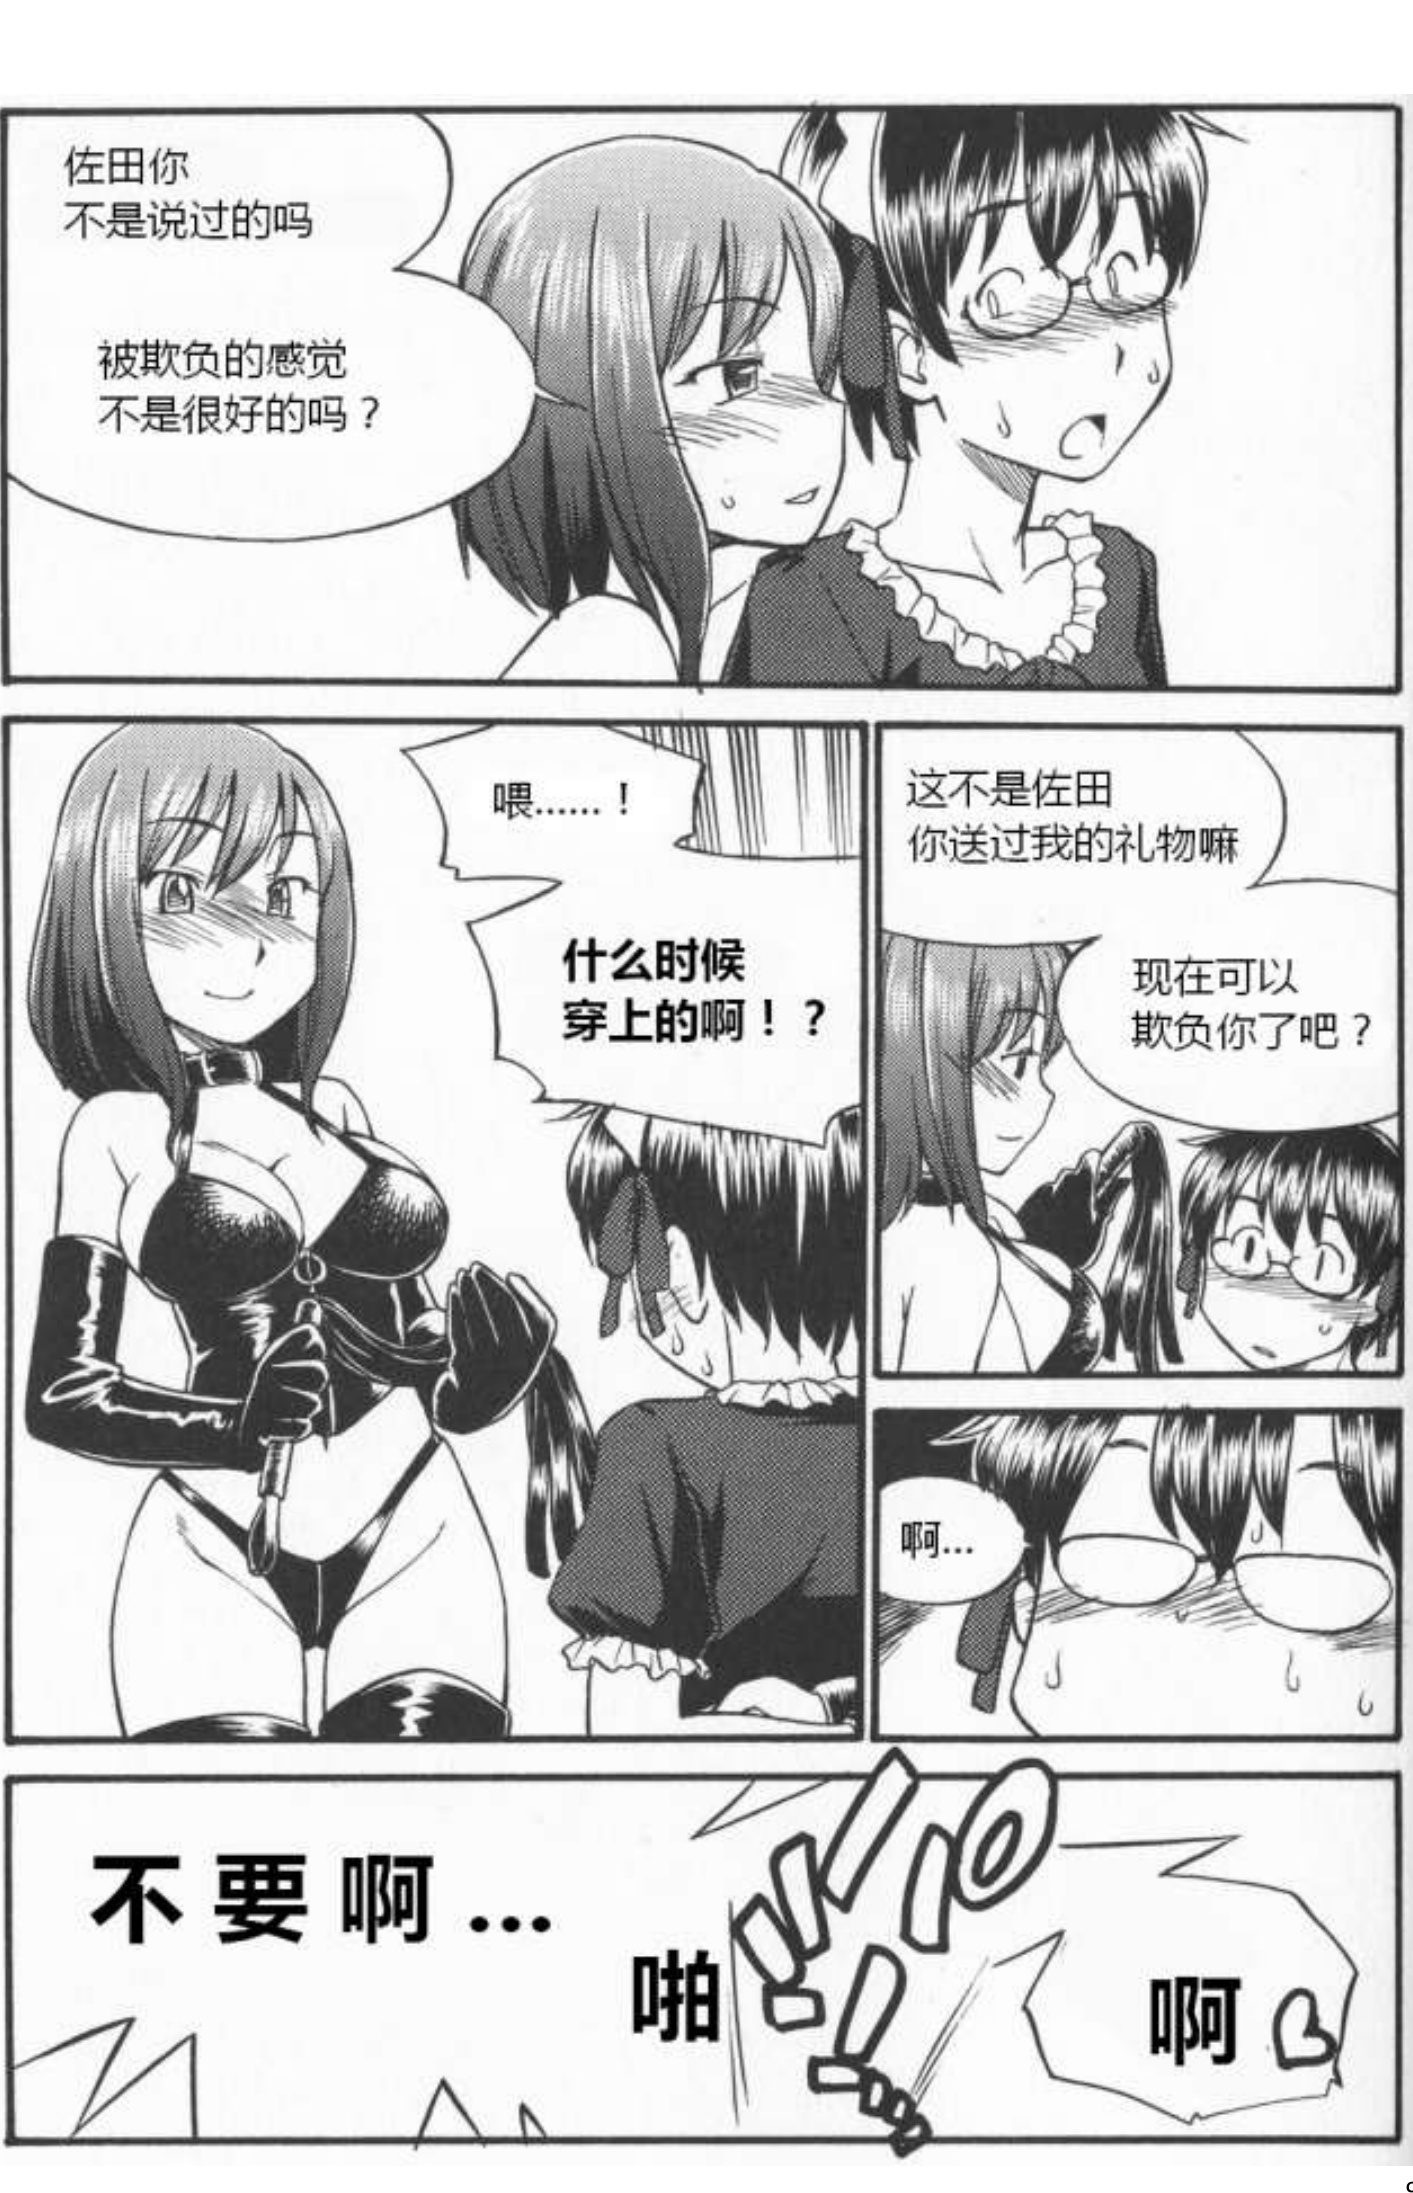 佐田你
不是说过的吗
被欺负的感觉
不是很好的吗？
喂……！
什么时候
穿上的啊！？
这不是佐田
你送过我的礼物嘛
现在可以
欺负你了吧？
啊…
不要啊…
啪
啊♡